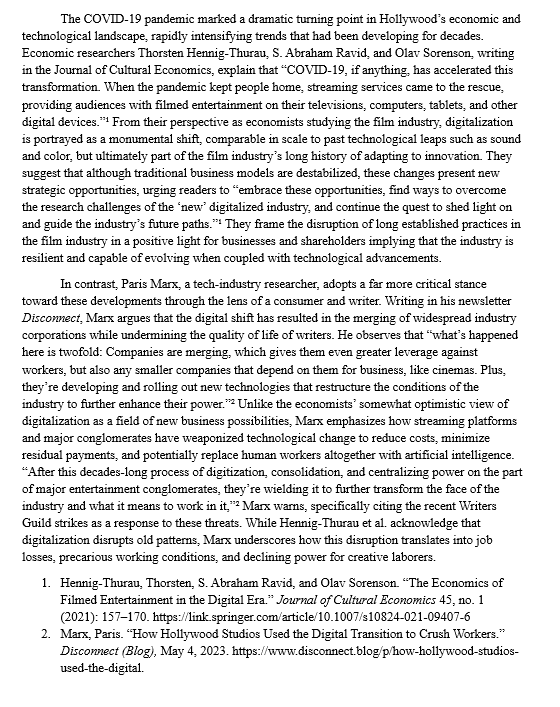 The COVID-19 pandemic marked a dramatic turning point in Hollywood's economic and
technological landscape, rapidly intensifying trends that had been developing for decades.
Economic researchers Thorsten Hennig-Thurau, S. Abraham Ravid, and Olav Sorenson, writing
in the Journal of Cultural Economics, explain that “COVID-19, if anything, has accelerated this
transformation. When the pandemic kept people home, streaming services came to the rescue,
providing audiences with filmed entertainment on their televisions, computers, tablets, and other
digital devices.”¹ From their perspective as economists studying the film industry, digitalization
is portrayed as a monumental shift, comparable in scale to past technological leaps such as sound
and color, but ultimately part of the film industry's long history of adapting to innovation. They
suggest that although traditional business models are destabilized, these changes present new
strategic opportunities, urging readers to “embrace these opportunities, find ways to overcome
the research challenges of the ‘new’ digitalized industry, and continue the quest to shed light on
and guide the industry's future paths.”¹ They frame the disruption of long established practices in
the film industry in a positive light for businesses and shareholders implying that the industry is
resilient and capable of evolving when coupled with technological advancements.
In contrast, Paris Marx, a tech-industry researcher, adopts a far more critical stance
toward these developments through the lens of a consumer and writer. Writing in his newsletter
Disconnect, Marx argues that the digital shift has resulted in the merging of widespread industry
corporations while undermining the quality of life of writers. He observes that “what's happened
here is twofold: Companies are merging, which gives them even greater leverage against
workers, but also any smaller companies that depend on them for business, like cinemas. Plus,
they're developing and rolling out new technologies that restructure the conditions of the
industry to further enhance their power.”² Unlike the economists' somewhat optimistic view of
digitalization as a field of new business possibilities, Marx emphasizes how streaming platforms
and major conglomerates have weaponized technological change to reduce costs, minimize
residual payments, and potentially replace human workers altogether with artificial intelligence.
“After this decades-long process of digitization, consolidation, and centralizing power on the part
of major entertainment conglomerates, they're wielding it to further transform the face of the
industry and what it means to work in it,”² Marx warns, specifically citing the recent Writers
Guild strikes as a response to these threats. While Hennig-Thurau et al. acknowledge that
digitalization disrupts old patterns, Marx underscores how this disruption translates into job
losses, precarious working conditions, and declining power for creative laborers.
1. Hennig-Thurau, Thorsten, S. Abraham Ravid, and Olav Sorenson. “The Economics of
Filmed Entertainment in the Digital Era.” Journal of Cultural Economics 45, no. 1
(2021): 157–170. https://link.springer.com/article/10.1007/s10824-021-09407-6
2. Marx, Paris. “How Hollywood Studios Used the Digital Transition to Crush Workers.”
Disconnect (Blog), May 4, 2023. https://www.disconnect.blog/p/how-hollywood-studios-
used-the-digital.